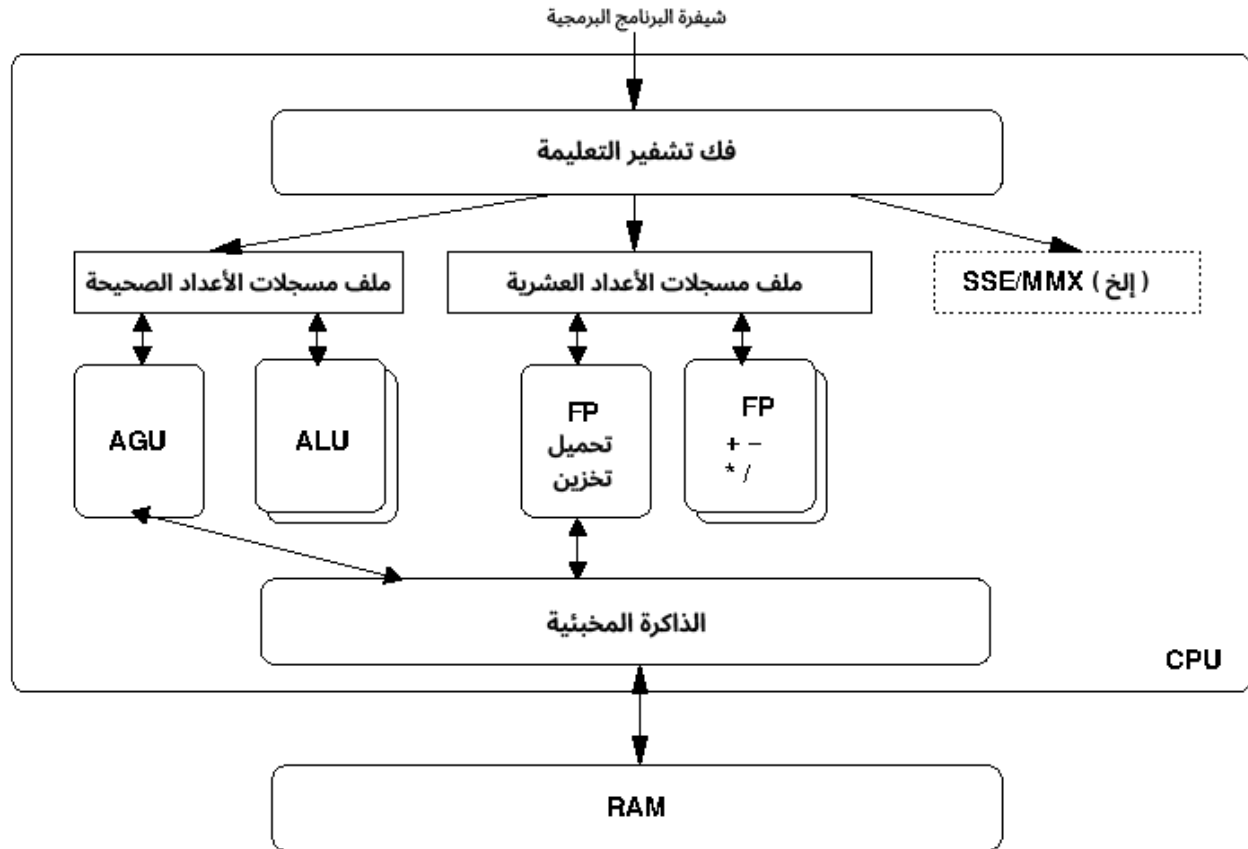 شيفرة البرنامج البرمجية
فك تشفير التعليمة
ملف مسجلات الأعداد الصحيحة
ملف مسجلات الأعداد العشرية
SSE/MMX ( إلخ )
AGU
ALU
FP
تحميل
تخزين
FP
+ −
* /
الذاكرة المخبئية
CPU
RAM